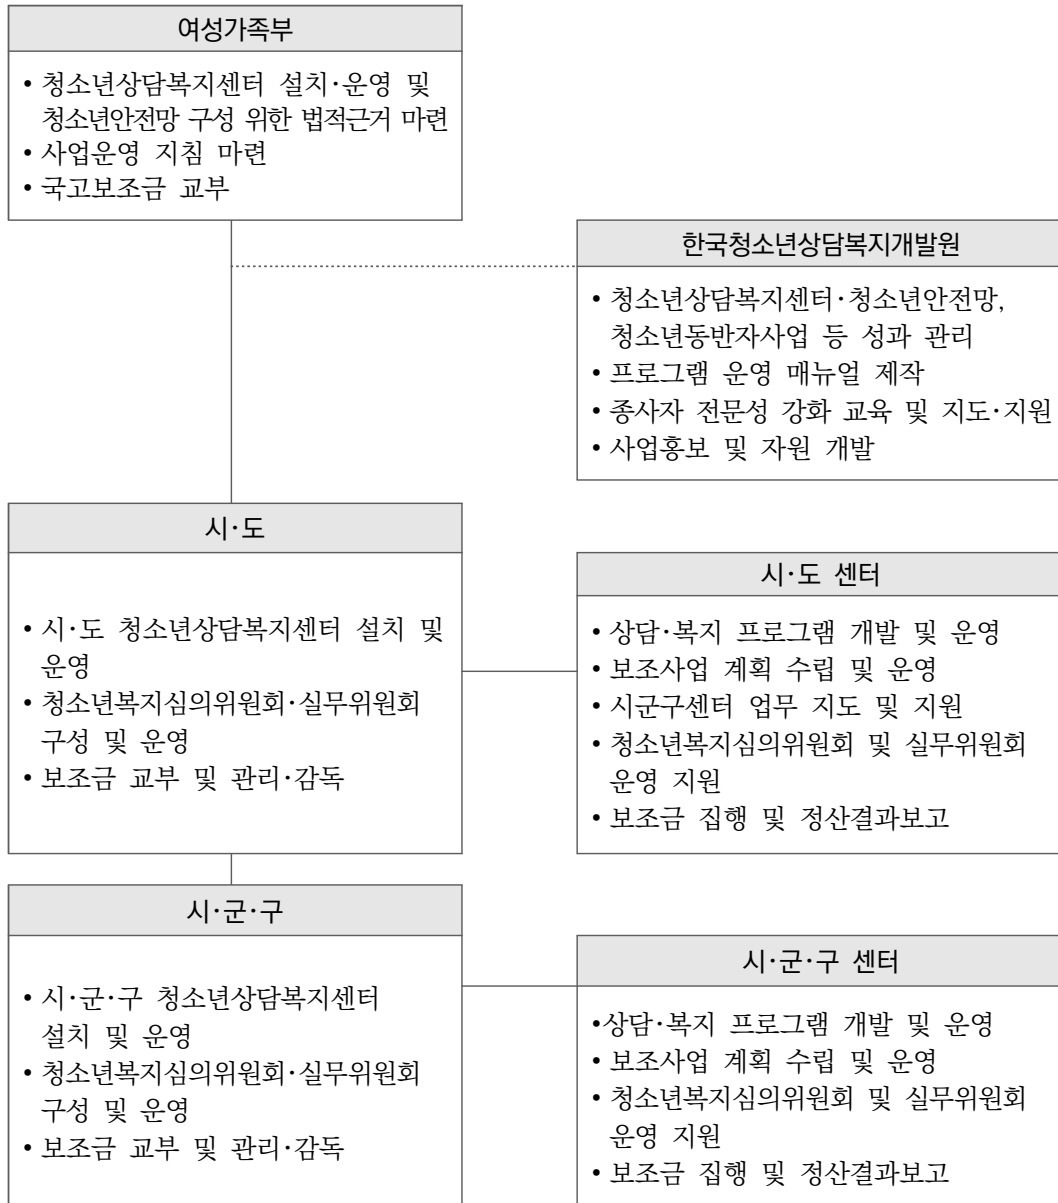 여성가족부
• 청소년상담복지센터 설치·운영 및
청소년안전망 구성 위한 법적근거 마련
• 사업운영 지침 마련
• 국고보조금 교부
한국청소년상담복지개발원
• 청소년상담복지센터·청소년안전망,
청소년동반자사업 등 성과 관리
• 프로그램 운영 매뉴얼 제작
• 종사자 전문성 강화 교육 및 지도·지원
• 사업홍보 및 자원 개발
시·도
• 시·도 청소년상담복지센터 설치 및
운영
• 청소년복지심의위원회·실무위원회
구성 및 운영
• 보조금 교부 및 관리·감독
시·도 센터
• 상담·복지 프로그램 개발 및 운영
• 보조사업 계획 수립 및 운영
• 시군구센터 업무 지도 및 지원
• 청소년복지심의위원회 및 실무위원회
운영 지원
• 보조금 집행 및 정산결과보고
시·군·구
• 시·군·구 청소년상담복지센터
설치 및 운영
• 청소년복지심의위원회·실무위원회
구성 및 운영
• 보조금 교부 및 관리·감독
시·군·구 센터
•상담·복지 프로그램 개발 및 운영
• 보조사업 계획 수립 및 운영
• 청소년복지심의위원회 및 실무위원회
운영 지원
• 보조금 집행 및 정산결과보고